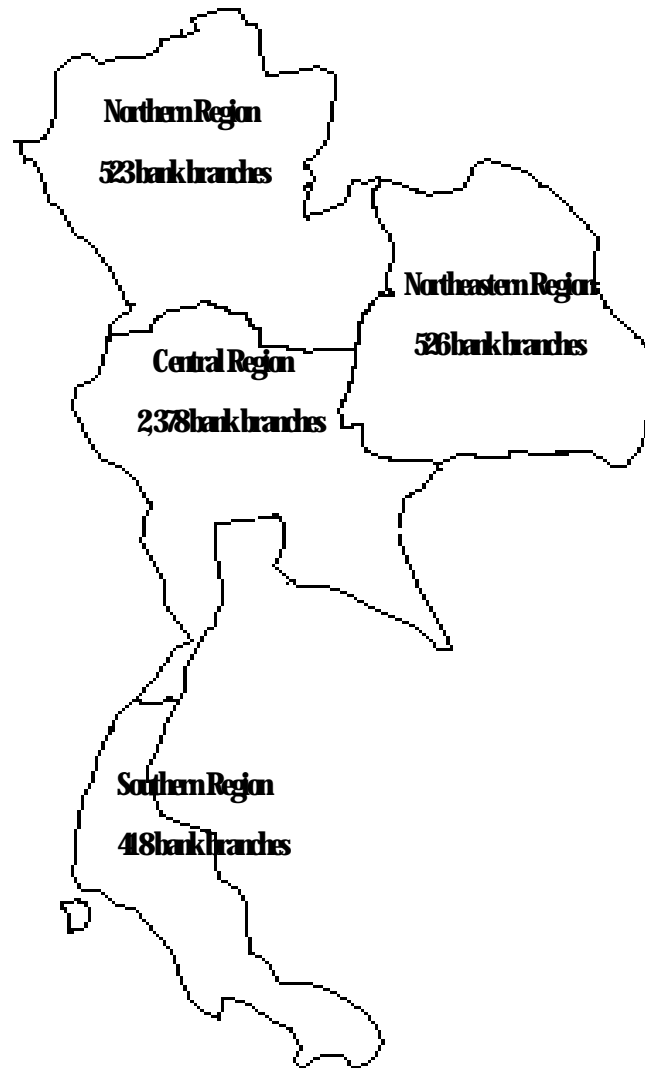 Northern Region
523 bank branches
Northeastern Region
526 bank branches
Central Region
2,378 bank branches
Southern Region
418 bank branches